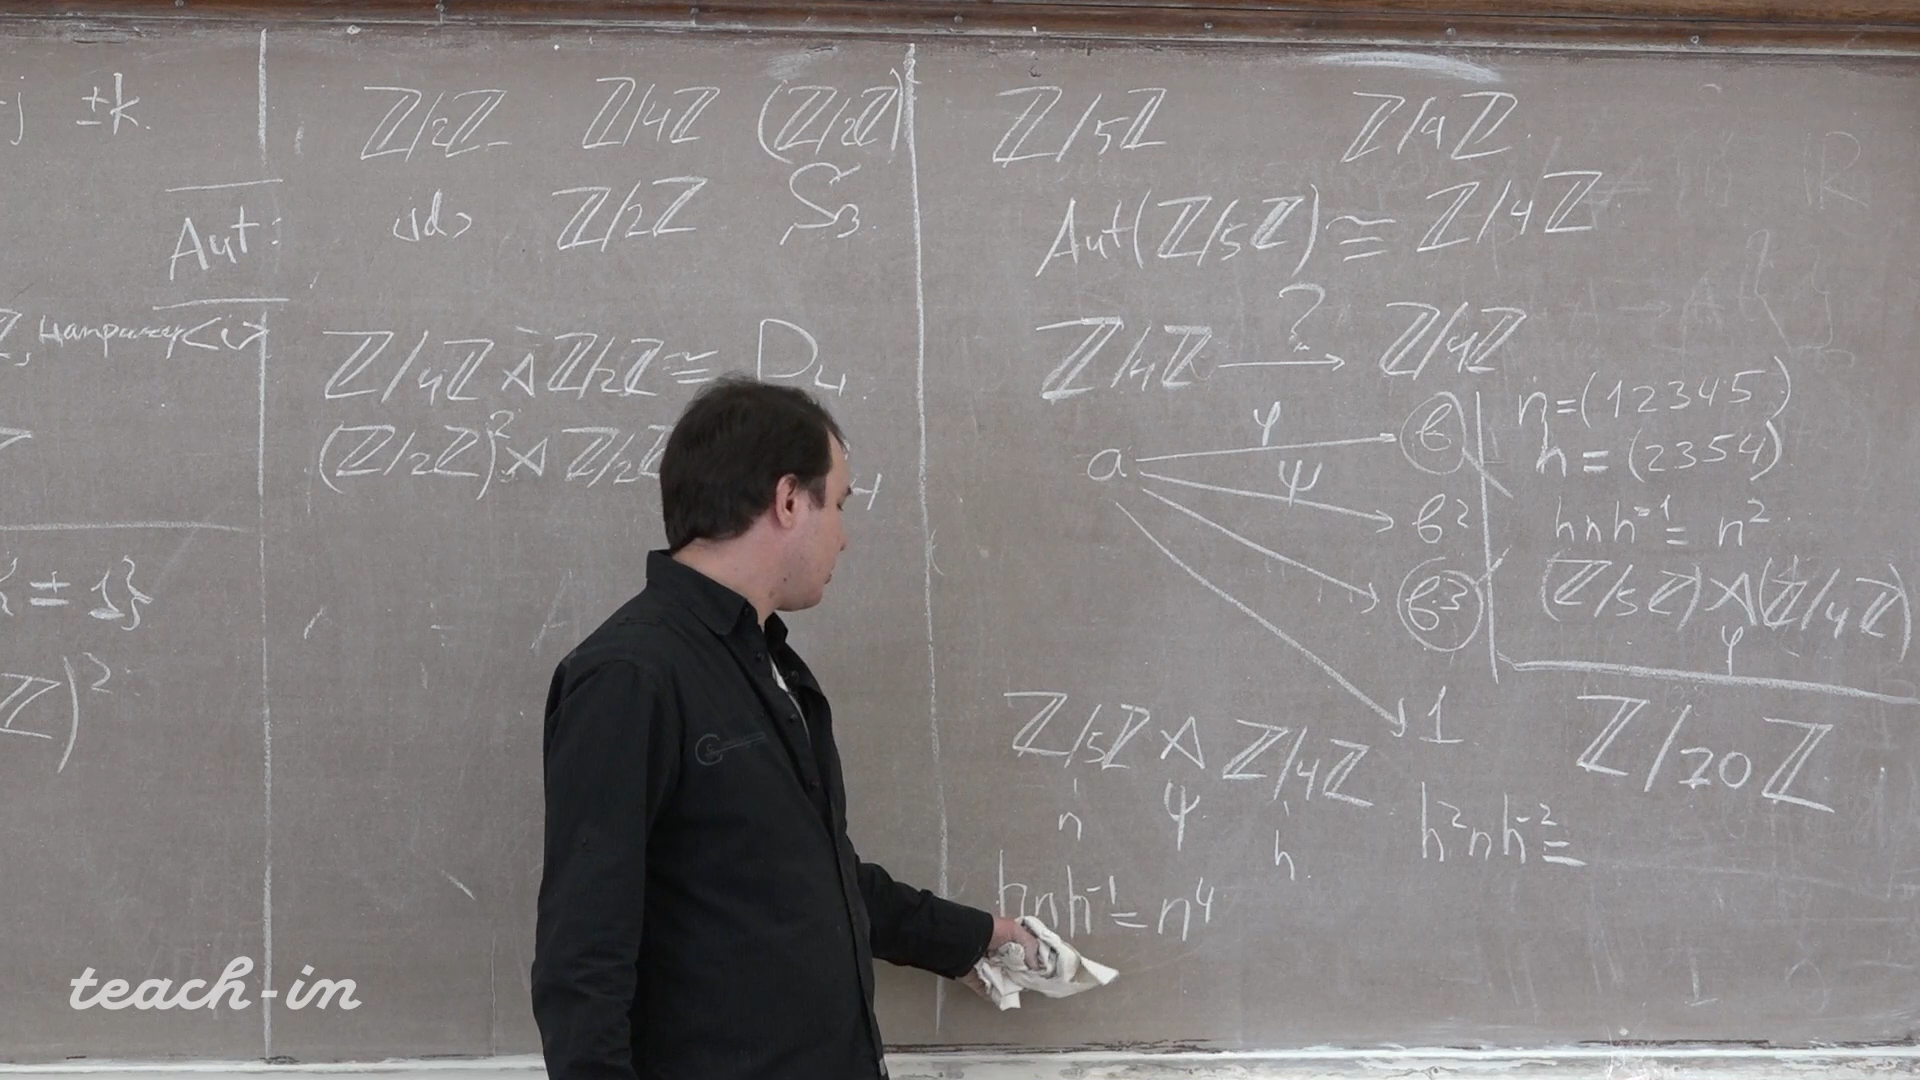 j ±k.
Aut:
, например <i>
± 1}
Z)²
Z/2Z Z/4Z (Z/2Z)
<id> Z/2Z S₃
Z/4Z ⋋ Z/2Z ≅ D₄.
(Z/2Z)² ⋋ Z/2Z
Z/5Z Z/4Z
Aut(Z/5Z) ≅ Z/4Z
Z/4Z ?→ Z/4Z
a φ→ b
ψ→ b²
b³
1
n=(12345)
h=(2354)
hnh⁻¹= n²
(Z/5Z) ⋋ (Z/4Z)
φ
Z/20Z
Z/5Z ⋋ Z/4Z
n ψ h.
h²nh⁻²=
hnh⁻¹= n⁴
teach-in